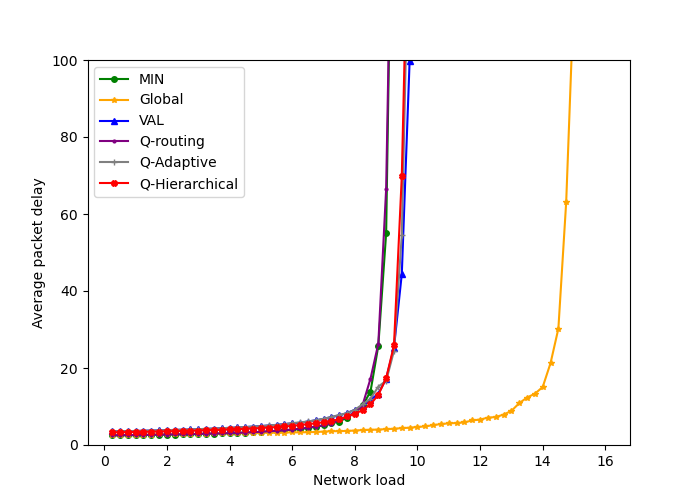 100
80
60
40
20
0
Average packet delay
MIN
Global
VAL
Q-routing
Q-Adaptive
Q-Hierarchical
0 2 4 6 8 10 12 14 16
Network load